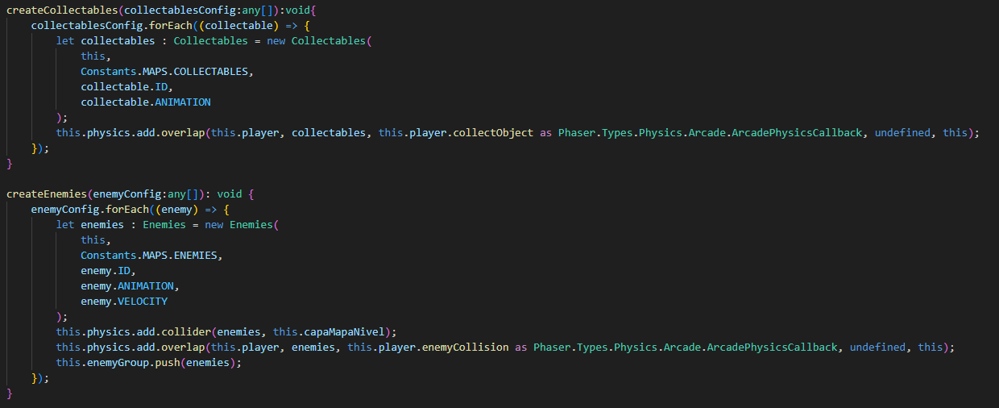 createCollectables(collectablesConfig:any[]):void{
    collectablesConfig.forEach((collectable) => {
        let collectables : Collectables = new Collectables(
            this,
            Constants.MAPS.COLLECTABLES,
            collectable.ID,
            collectable.ANIMATION
        );
        this.physics.add.overlap(this.player, collectables, this.player.collectObject as Phaser.Types.Physics.Arcade.ArcadePhysicsCallback, undefined, this);
    });
}

createEnemies(enemyConfig:any[]): void {
    enemyConfig.forEach((enemy) => {
        let enemies : Enemies = new Enemies(
            this,
            Constants.MAPS.ENEMIES,
            enemy.ID,
            enemy.ANIMATION,
            enemy.VELOCITY
        );
        this.physics.add.collider(enemies, this.capaMapaNivel);
        this.physics.add.overlap(this.player, enemies, this.player.enemyCollision as Phaser.Types.Physics.Arcade.ArcadePhysicsCallback, undefined, this);
        this.enemyGroup.push(enemies);
    });
}